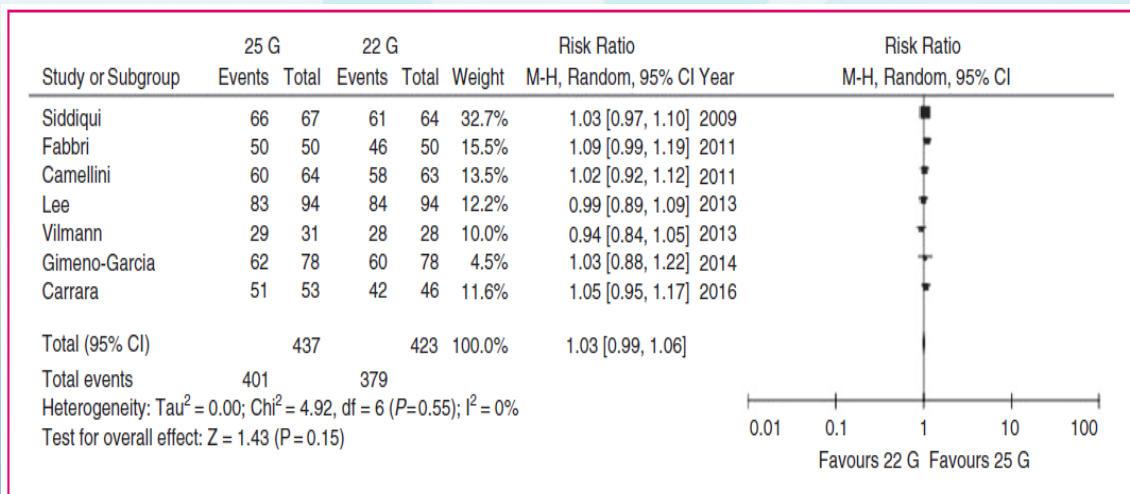 25 G 22 G Risk Ratio Risk Ratio
Study or Subgroup Events Total Events Total Weight M-H, Random, 95% CI Year M-H, Random, 95% CI
Siddiqui 66 67 61 64 32.7% 1.03 [0.97, 1.10] 2009
Fabbri 50 50 46 50 15.5% 1.09 [0.99, 1.19] 2011
Camellini 60 64 58 63 13.5% 1.02 [0.92, 1.12] 2011
Lee 83 94 84 94 12.2% 0.99 [0.89, 1.09] 2013
Vilmann 29 31 28 28 10.0% 0.94 [0.84, 1.05] 2013
Gimeno-Garcia 62 78 60 78 4.5% 1.03 [0.88, 1.22] 2014
Carrara 51 53 42 46 11.6% 1.05 [0.95, 1.17] 2016
Total (95% CI) 437 423 100.0% 1.03 [0.99, 1.06]
Total events 401 379
Heterogeneity: Tau² = 0.00; Chi² = 4.92, df = 6 (P=0.55); I² = 0%
Test for overall effect: Z = 1.43 (P = 0.15)
0.01 0.1 1 10 100
Favours 22 G Favours 25 G